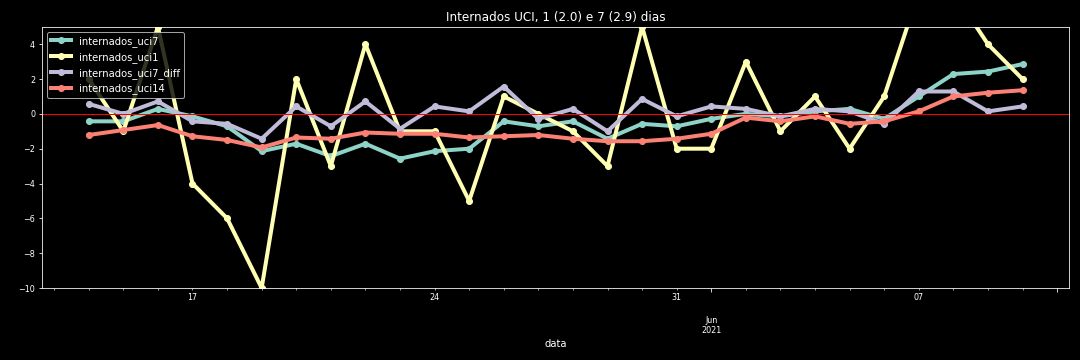 Internados UCI, 1 (2.0) e 7 (2.9) dias
internados_uci7
internados_uci1
internados_uci7_diff
internados_uci14
4
2
0
−2
−4
−6
−8
−10
17
24
31
07
Jun
2021
data